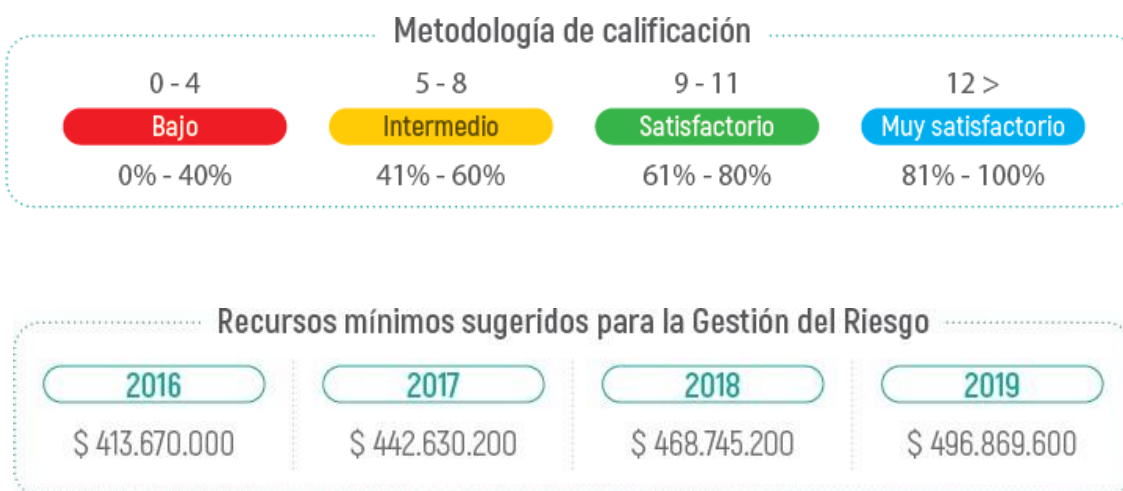 Metodología de calificación
0 - 4 5 - 8 9 - 11 12 >
Bajo Intermedio Satisfactorio Muy satisfactorio
0% - 40% 41% - 60% 61% - 80% 81% - 100%
Recursos mínimos sugeridos para la Gestión del Riesgo
2016 2017 2018 2019
$ 413.670.000 $ 442.630.200 $ 468.745.200 $ 496.869.600